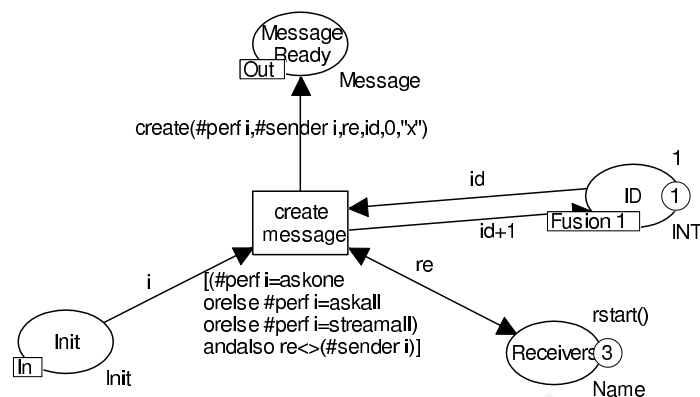 Message
Ready
Out
Message
create(#perf i,#sender i,re,id,0,"x")
1
id
ID
1
Fusion 1
INT
id+1
create
message
i
re
[(#perf i=askone
orelse #perf i=askall
orelse #perf i=streamall)
andalso re<>(#sender i)]
rstart()
Init
In
Init
Receivers
3
Name